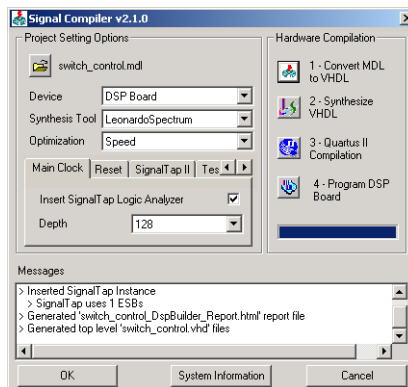 Signal Compiler v2.1.0
Project Setting Options
switch_control.mdl
Device
DSP Board
Synthesis Tool
LeonardoSpectrum
Optimization
Speed
Main Clock
Reset
SignalTap II
Tes
Insert SignalTap Logic Analyzer
Depth
128
Hardware Compilation
1 - Convert MDL
to VHDL
2 - Synthesize
VHDL
3 - Quartus II
Compilation
4 - Program DSP
Board
Messages
> Inserted SignalTap Instance
> SignalTap uses 1 ESBs
> Generated 'switch_control_DspBuilder_Report.html' report file
> Generated top level 'switch_control.vhd' files
OK
System Information
Cancel